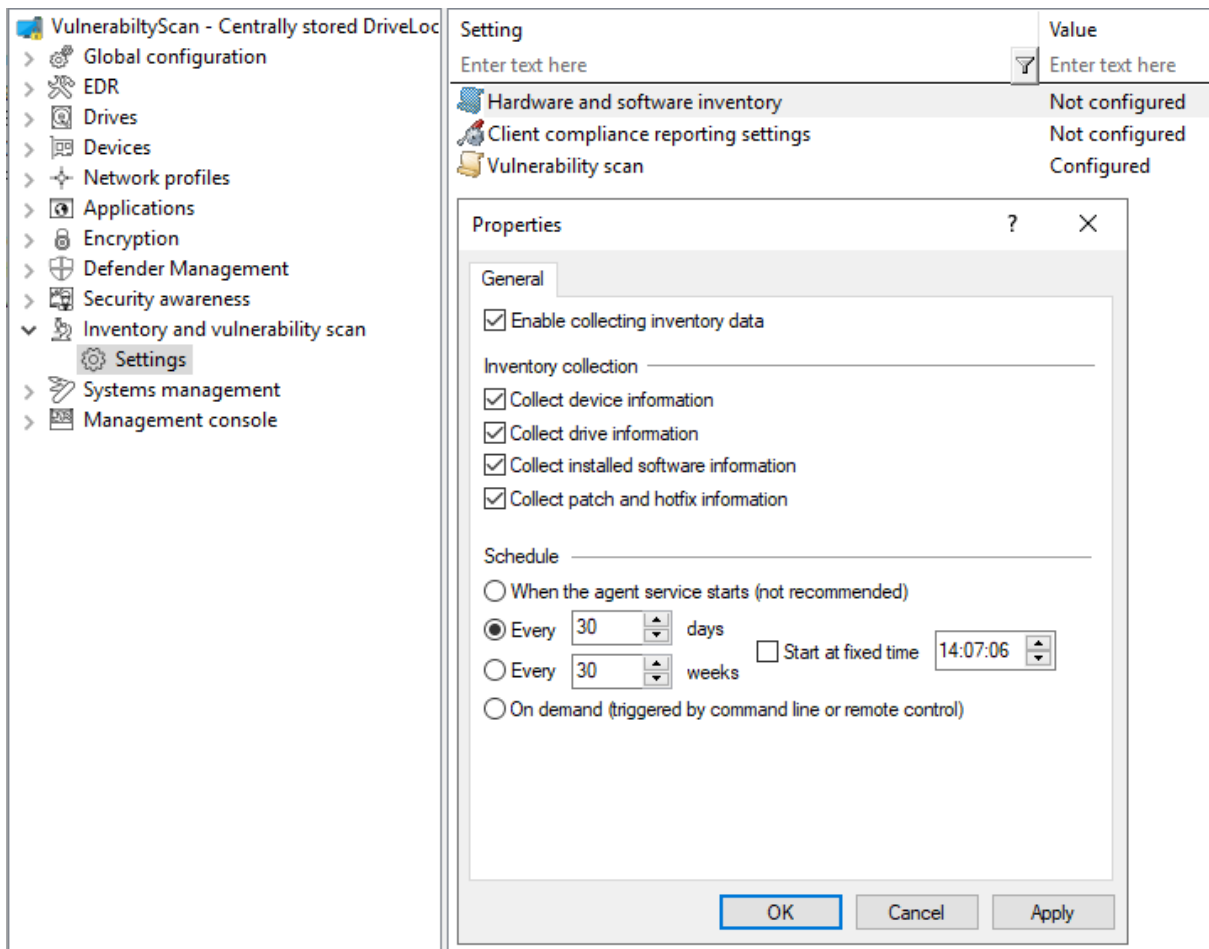 VulnerabiltyScan - Centrally stored DriveLoc
Global configuration
EDR
Drives
Devices
Network profiles
Applications
Encryption
Defender Management
Security awareness
Inventory and vulnerability scan
Settings
Systems management
Management console
Setting Value
Enter text here Enter text here
Hardware and software inventory Not configured
Client compliance reporting settings Not configured
Vulnerability scan Configured
Properties ?
General
Enable collecting inventory data
Inventory collection
Collect device information
Collect drive information
Collect installed software information
Collect patch and hotfix information
Schedule
When the agent service starts (not recommended)
Every 30 days
Start at fixed time 14:07:06
Every 30 weeks
On demand (triggered by command line or remote control)
OK Cancel Apply